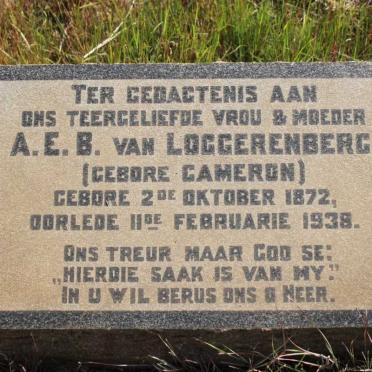 TER GEDAGTENIS AAN
ONS TEERGELIEFDE VROU & MOEDER
A.E.B. VAN LOGGERENBERG
(GEBORE CAMERON)
GEBORE 2DE OKTOBER 1872,
OORLEDE 11DE FEBRUARIE 1938.
ONS TREUR MAAR GOD SE:
„HIERDIE SAAK IS VAN MY."
IN U WIL BERUS ONS O HEER.